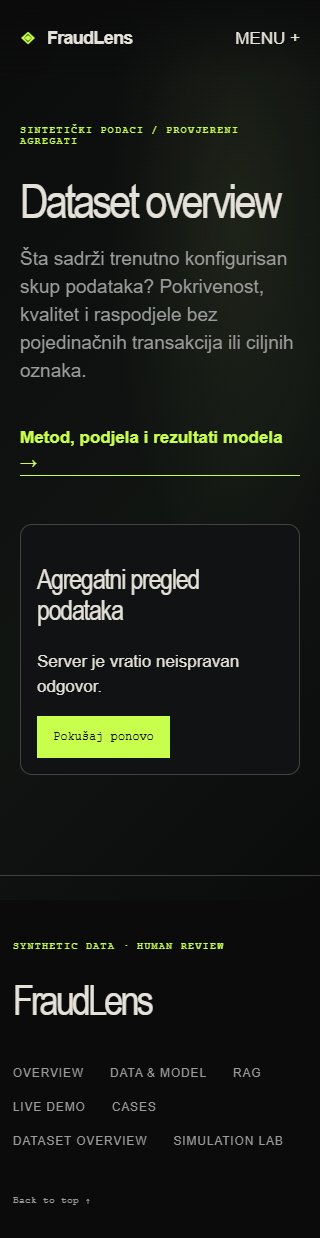 FraudLens
MENU +
SINTETIČKI PODACI / PROVJERENI
AGREGATI
Dataset overview
Šta sadrži trenutno konfigurisan
skup podataka? Pokrivenost,
kvalitet i raspodjele bez
pojedinačnih transakcija ili ciljnih
oznaka.
Metod, podjela i rezultati modela
→
Agregatni pregled
podataka
Server je vratio neispravan
odgovor.
Pokušaj ponovo
SYNTHETIC DATA · HUMAN REVIEW
FraudLens
OVERVIEW DATA & MODEL RAG
LIVE DEMO CASES
DATASET OVERVIEW SIMULATION LAB
Back to top ↑